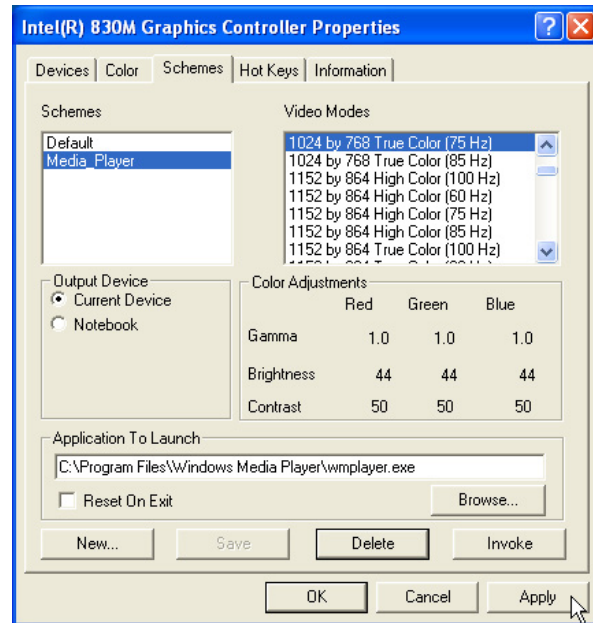 Intel(R) 830M Graphics Controller Properties
Devices Color Schemes Hot Keys Information
Schemes
Default
Media_Player
Video Modes
1024 by 768 True Color (75 Hz)
1024 by 768 True Color (85 Hz)
1152 by 864 High Color (100 Hz)
1152 by 864 High Color (60 Hz)
1152 by 864 High Color (75 Hz)
1152 by 864 High Color (85 Hz)
1152 by 864 True Color (100 Hz)
Output Device
Current Device
Notebook
Color Adjustments
Red Green Blue
Gamma 1.0 1.0 1.0
Brightness 44 44 44
Contrast 50 50 50
Application To Launch
C:\Program Files\Windows Media Player\wmplayer.exe
Reset On Exit Browse...
New... Save Delete Invoke
OK Cancel Apply